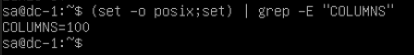 sa@dc-1:~$ (set -o posix;set) | grep -E "COLUMNS"
COLUMNS=100
sa@dc-1:~$